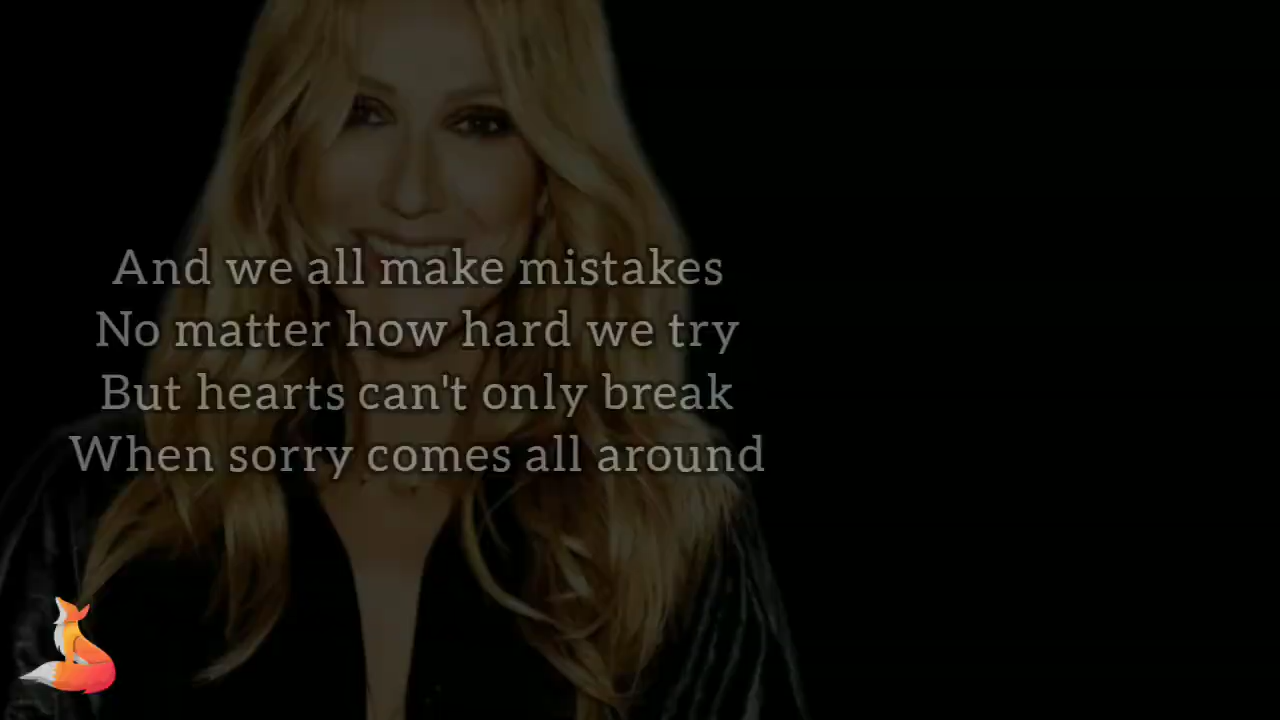 And we all make mistakes
No matter how hard we try
But hearts can't only break
When sorry comes all around